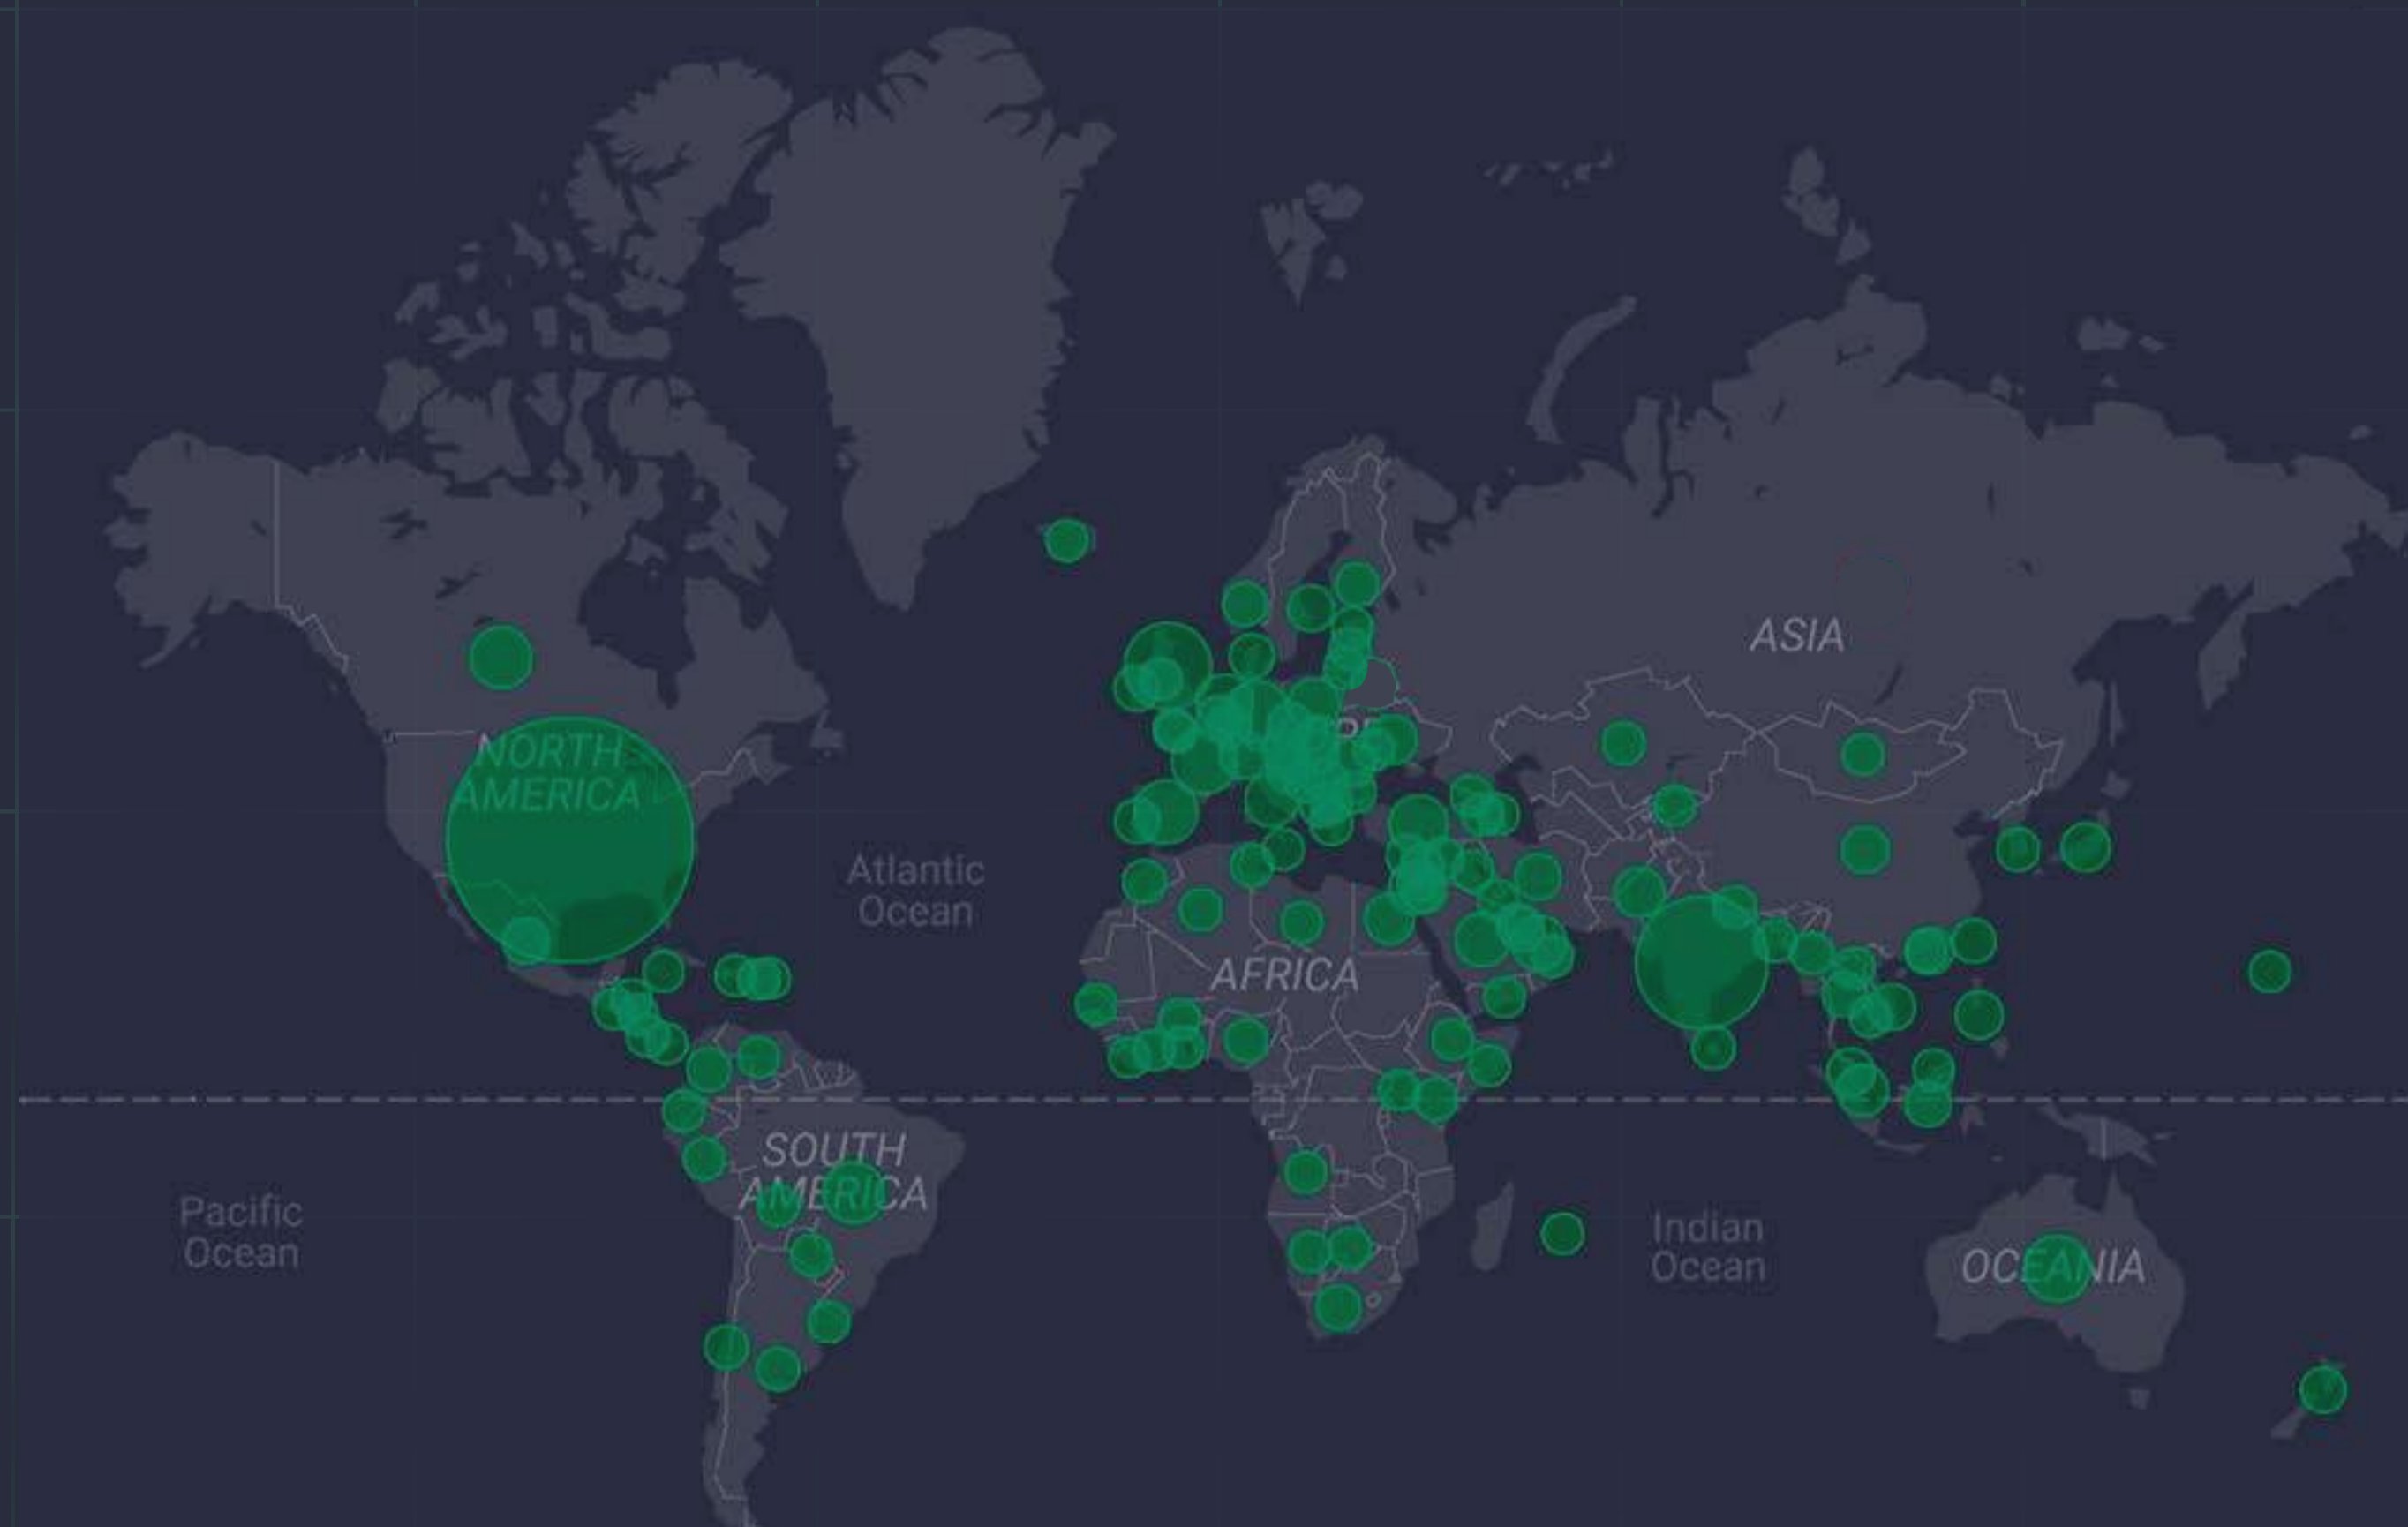 ASIA
NORTH
AMERICA
Atlantic
Ocean
AFRICA
SOUTH
AMERICA
Pacific
Ocean
Indian
Ocean
OCEANIA